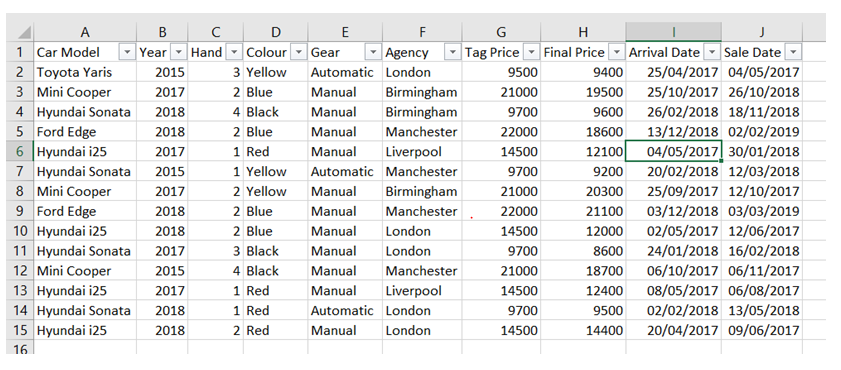 A B C D E F G H I J
1 Car Model Year Hand Colour Gear Agency Tag Price Final Price Arrival Date Sale Date
2 Toyota Yaris 2015 3 Yellow Automatic London 9500 9400 25/04/2017 04/05/2017
3 Mini Cooper 2017 2 Blue Manual Birmingham 21000 19500 25/10/2017 26/10/2018
4 Hyundai Sonata 2018 4 Black Manual Birmingham 9700 9600 26/02/2018 18/11/2018
5 Ford Edge 2018 2 Blue Manual Manchester 22000 18600 13/12/2018 02/02/2019
6 Hyundai i25 2017 1 Red Manual Liverpool 14500 12100 04/05/2017 30/01/2018
7 Hyundai Sonata 2015 1 Yellow Automatic Manchester 9700 9200 20/02/2018 12/03/2018
8 Mini Cooper 2017 2 Yellow Manual Birmingham 21000 20300 25/09/2017 12/10/2017
9 Ford Edge 2018 2 Blue Manual Manchester 22000 21100 03/12/2018 03/03/2019
10 Hyundai i25 2018 2 Blue Manual London 14500 12000 02/05/2017 12/06/2017
11 Hyundai Sonata 2017 3 Black Manual London 9700 8600 24/01/2018 16/02/2018
12 Mini Cooper 2015 4 Black Manual Manchester 21000 18700 06/10/2017 06/11/2017
13 Hyundai i25 2017 1 Red Manual Liverpool 14500 12400 08/05/2017 06/08/2017
14 Hyundai Sonata 2018 1 Red Automatic London 9700 9500 02/02/2018 13/05/2018
15 Hyundai i25 2018 2 Red Manual London 14500 14400 20/04/2017 09/06/2017
16